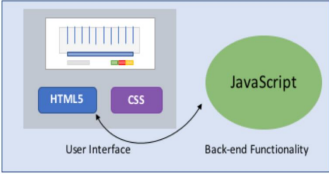 HTML5
CSS
JavaScript
User Interface
Back-end Functionality